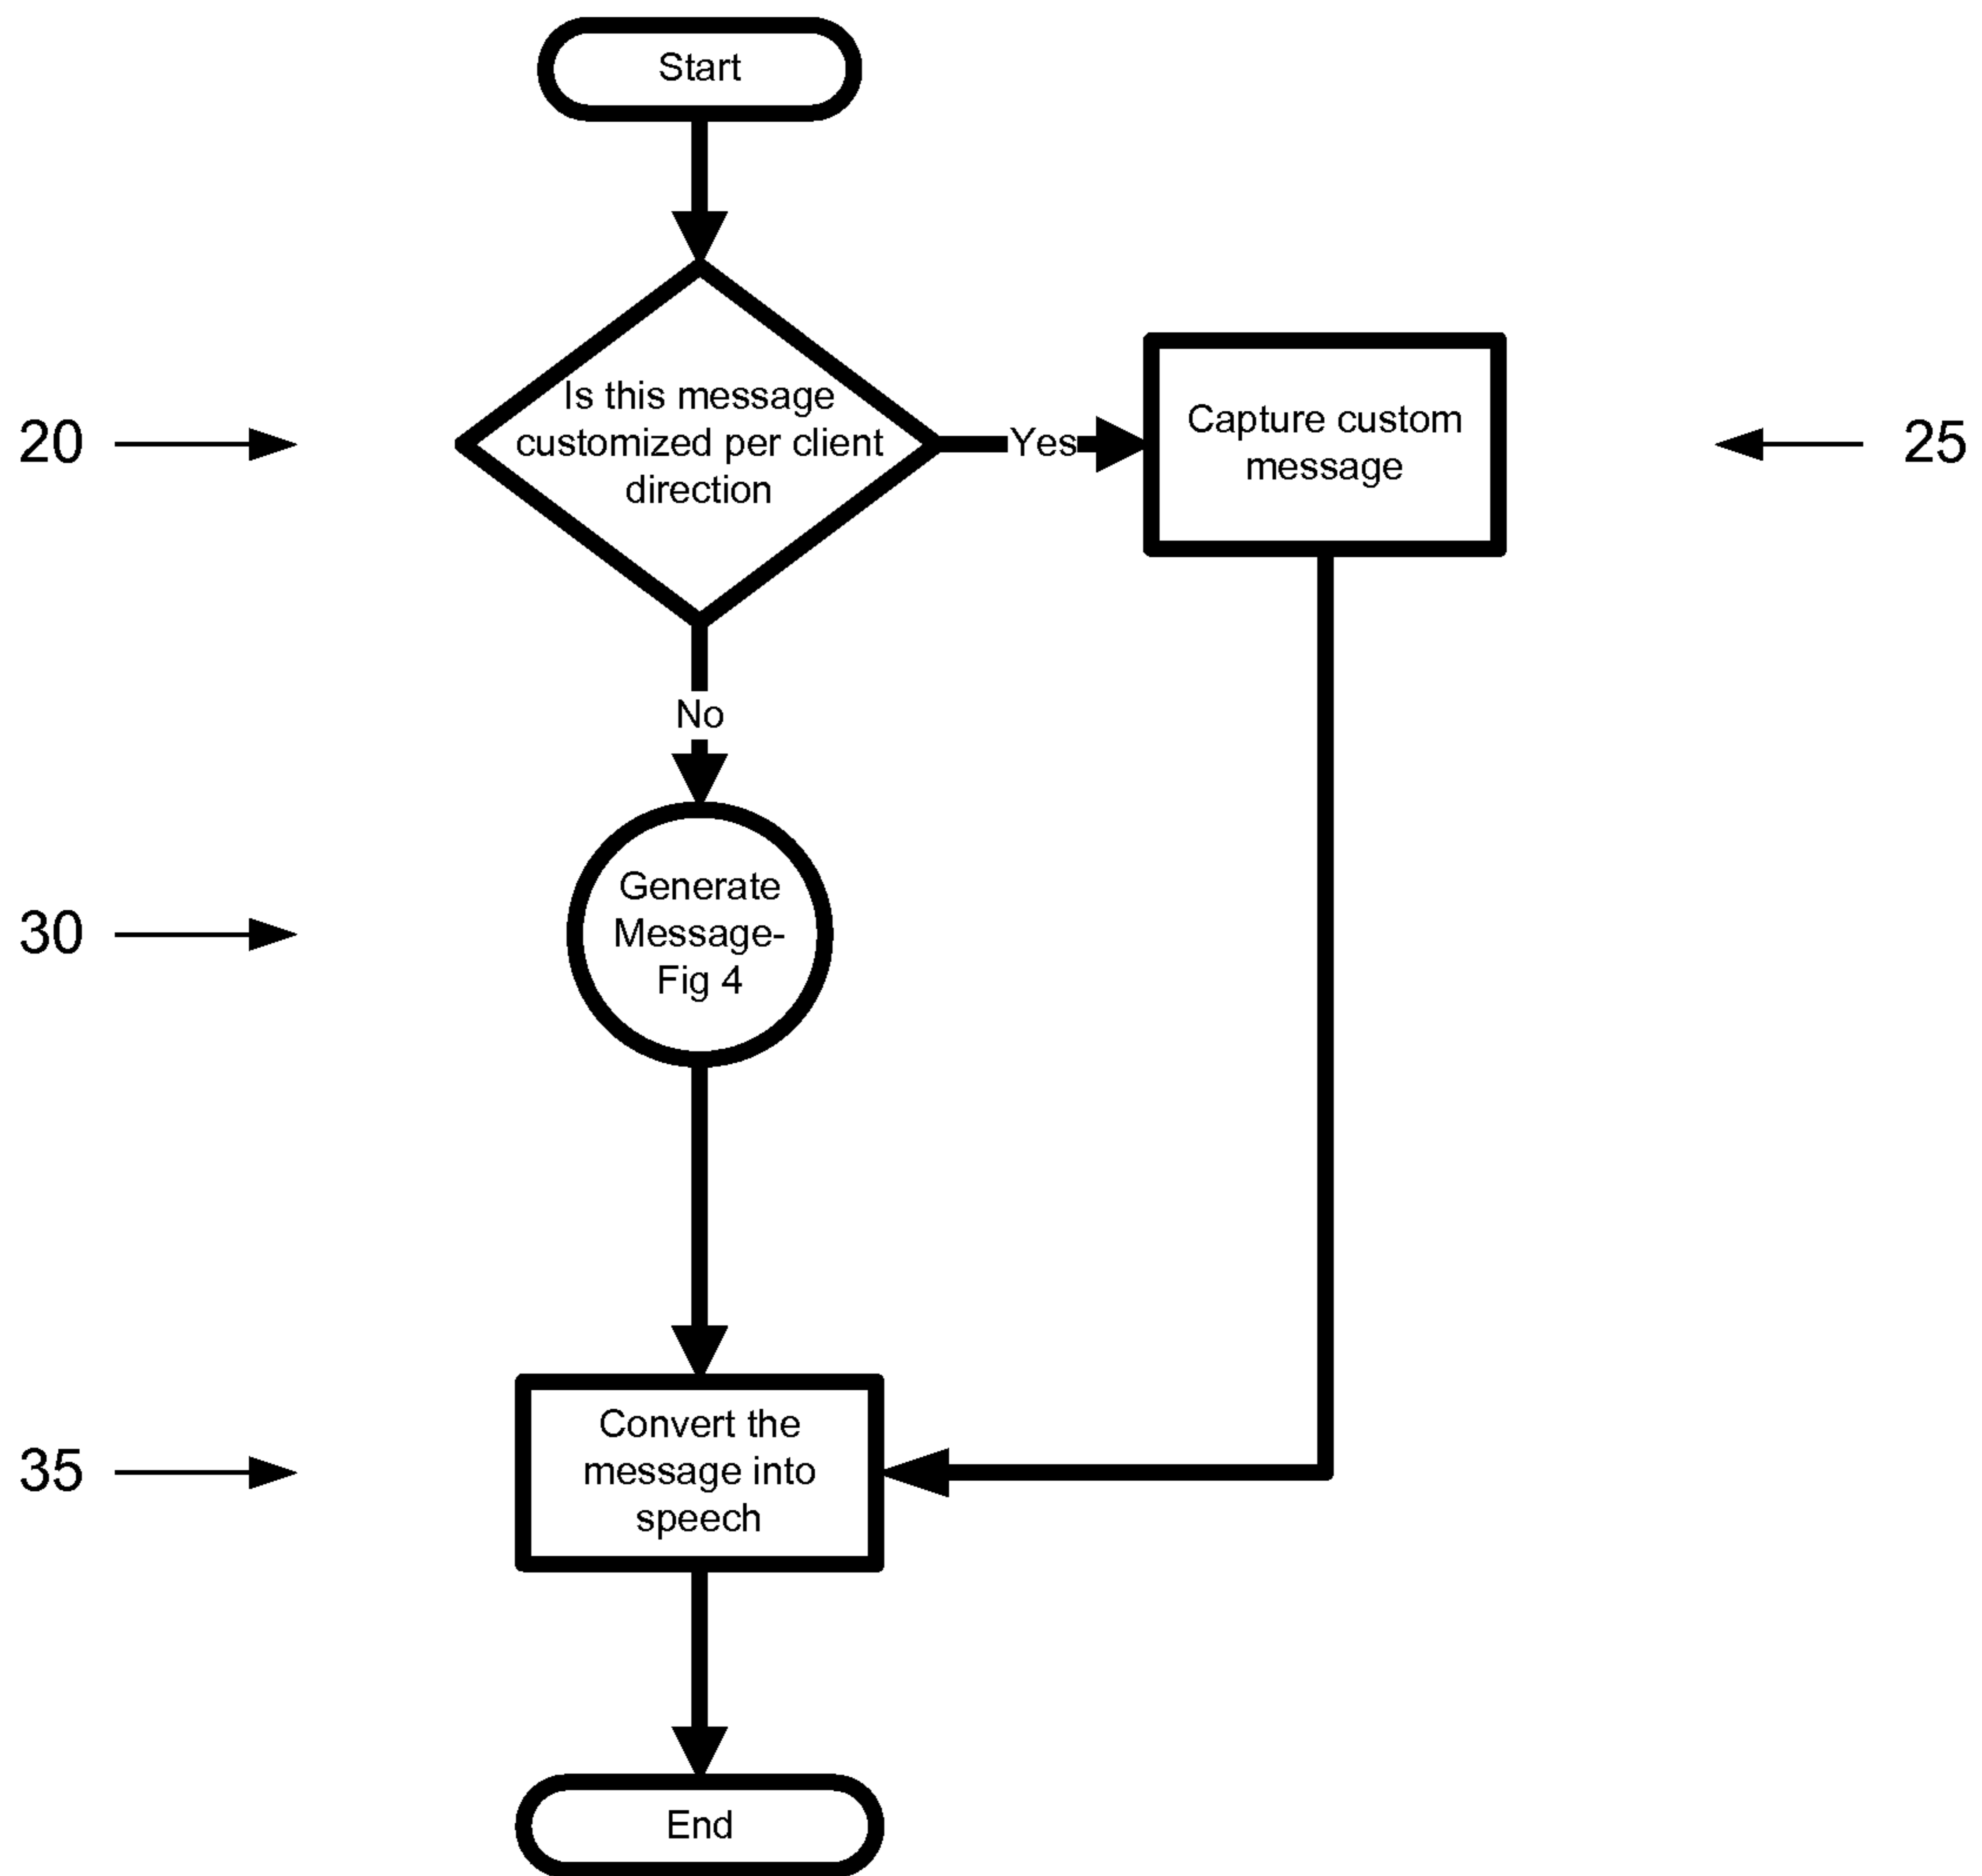 Start
Is this message
customized per client
direction
20
Yes
Capture custom
message
25
No
Generate
Message-
Fig 4
30
Convert the
message into
speech
35
End